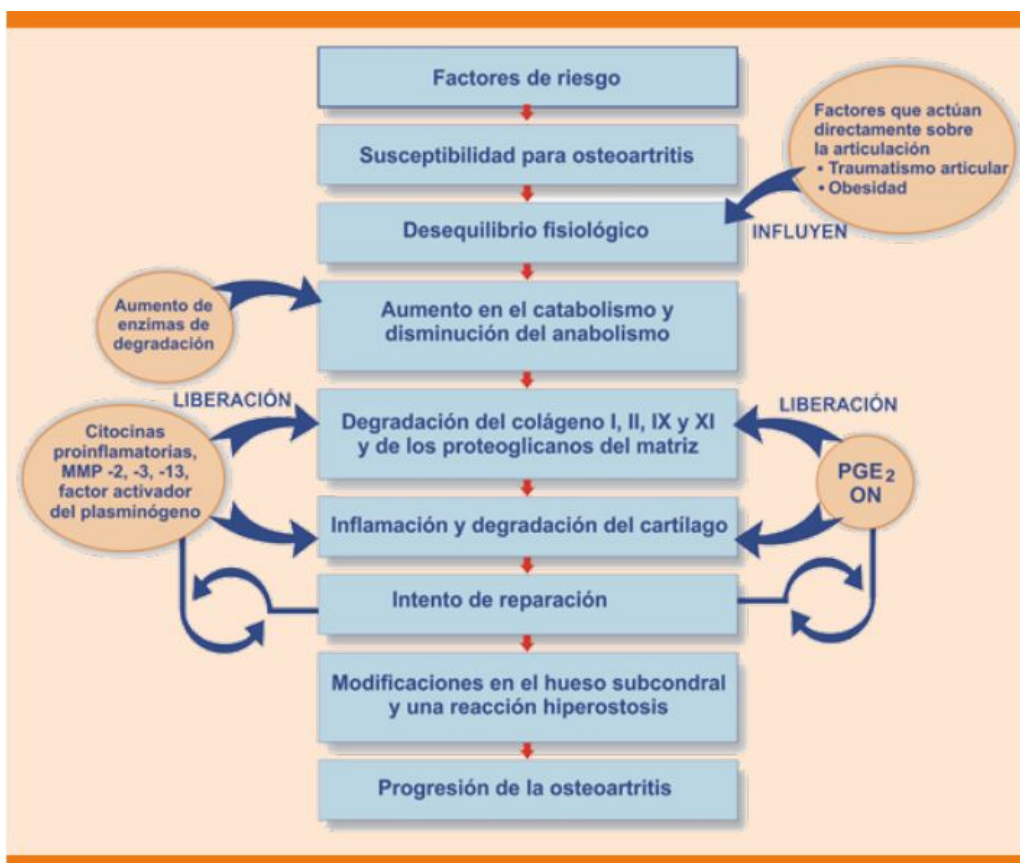 Factores de riesgo
Susceptibilidad para osteoartritis
Factores que actúan
directamente sobre
la articulación
• Traumatismo articular
• Obesidad
INFLUYEN
Desequilibrio fisiológico
Aumento de
enzimas de
degradación
Aumento en el catabolismo y
disminución del anabolismo
LIBERACIÓN
Citocinas
proinflamatorias,
MMP -2, -3, -13,
factor activador
del plasminógeno
Degradación del colágeno I, II, IX y XI
y de los proteoglicanos del matriz
LIBERACIÓN
PGE₂
ON
Inflamación y degradación del cartílago
Intento de reparación
Modificaciones en el hueso subcondral
y una reacción hiperostosis
Progresión de la osteoartritis